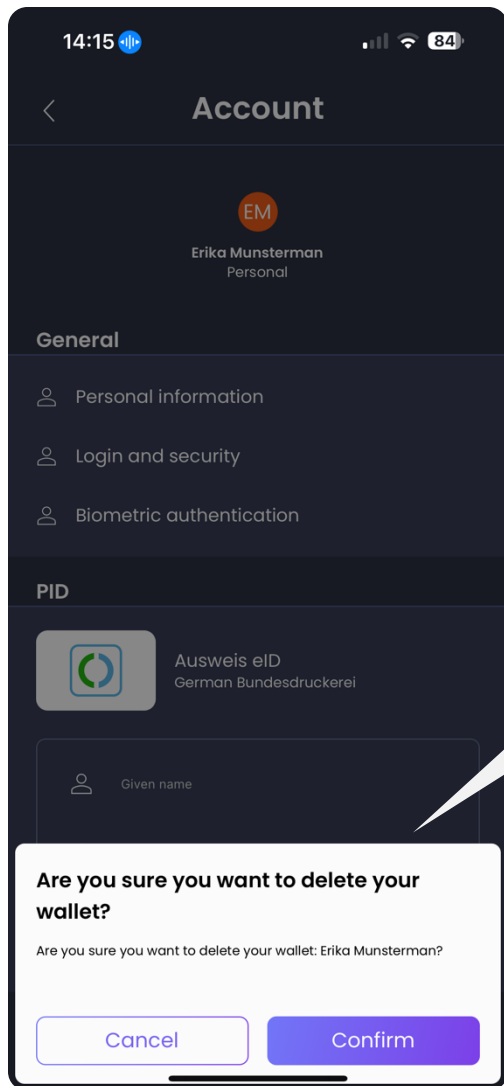 14:15
84
Account
EM
Erika Munsterman
Personal
General
Personal information
Login and security
Biometric authentication
PID
Ausweis eID
German Bundesdruckerei
Given name
Are you sure you want to delete your
wallet?
Are you sure you want to delete your wallet: Erika Munsterman?
Cancel
Confirm